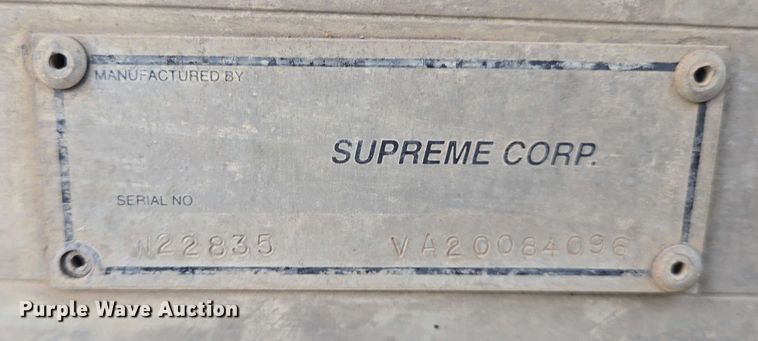 MANUFACTURED BY
SUPREME CORP.
SERIAL NO
W22835 VA20084096
Purple Wave Auction